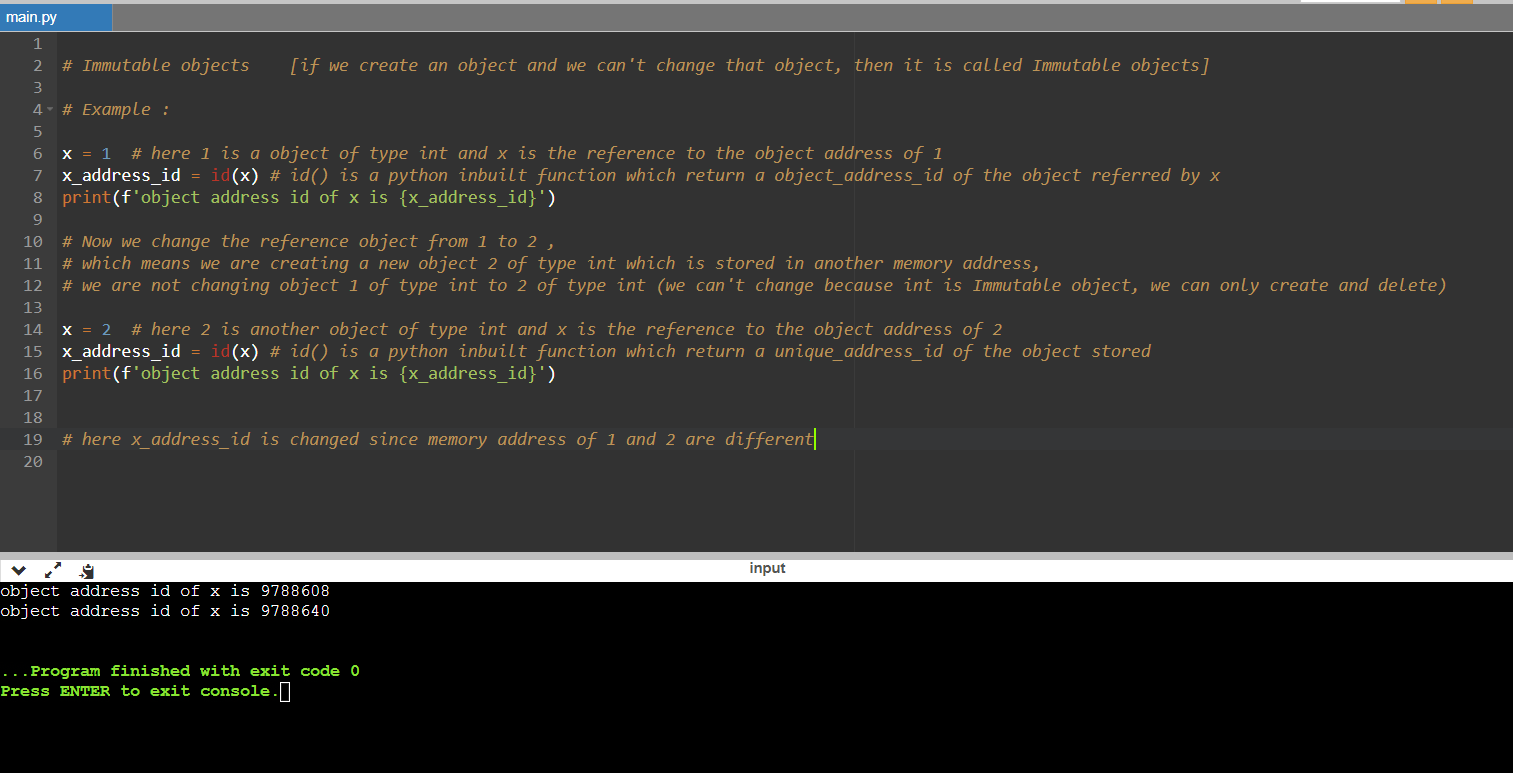 main.py
1
2 # Immutable objects    [if we create an object and we can't change that object, then it is called Immutable objects]
3
4 # Example :
5
6 x = 1  # here 1 is a object of type int and x is the reference to the object address of 1
7 x_address_id = id(x) # id() is a python inbuilt function which return a object_address_id of the object referred by x
8 print(f'object address id of x is {x_address_id}')
9
10 # Now we change the reference object from 1 to 2 ,
11 # which means we are creating a new object 2 of type int which is stored in another memory address,
12 # we are not changing object 1 of type int to 2 of type int (we can't change because int is Immutable object, we can only create and delete)
13
14 x = 2  # here 2 is another object of type int and x is the reference to the object address of 2
15 x_address_id = id(x) # id() is a python inbuilt function which return a unique_address_id of the object stored
16 print(f'object address id of x is {x_address_id}')
17
18
19 # here x_address_id is changed since memory address of 1 and 2 are different
20
input
object address id of x is 9788608
object address id of x is 9788640
...Program finished with exit code 0
Press ENTER to exit console.